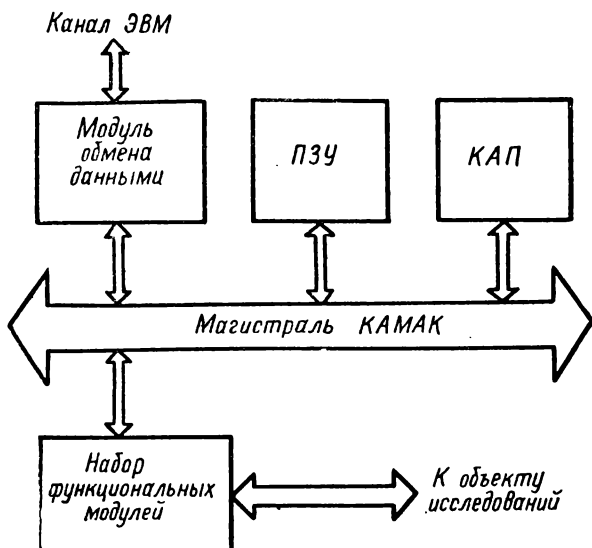 Канал ЭВМ
Модуль
обмена
данными
ПЗУ
КАП
Магистраль КАМАК
Набор
функциональных
модулей
К объекту
исследований